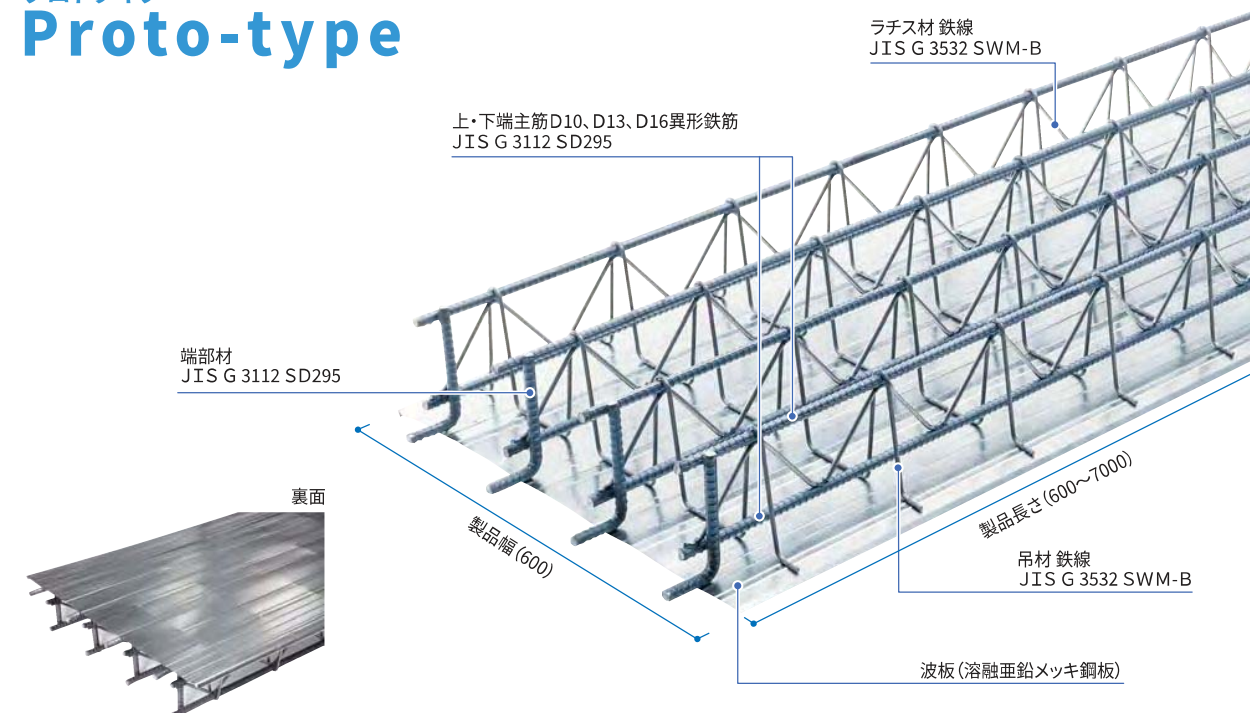 Proto-type
ラチス材 鉄線
JIS G 3532 SWM-B
上・下端主筋D10、D13、D16異形鉄筋
JIS G 3112 SD295
端部材
JIS G 3112 SD295
裏面
製品幅（600）
製品長さ（600〜7000）
吊材 鉄線
JIS G 3532 SWM-B
波板（溶融亜鉛メッキ鋼板）